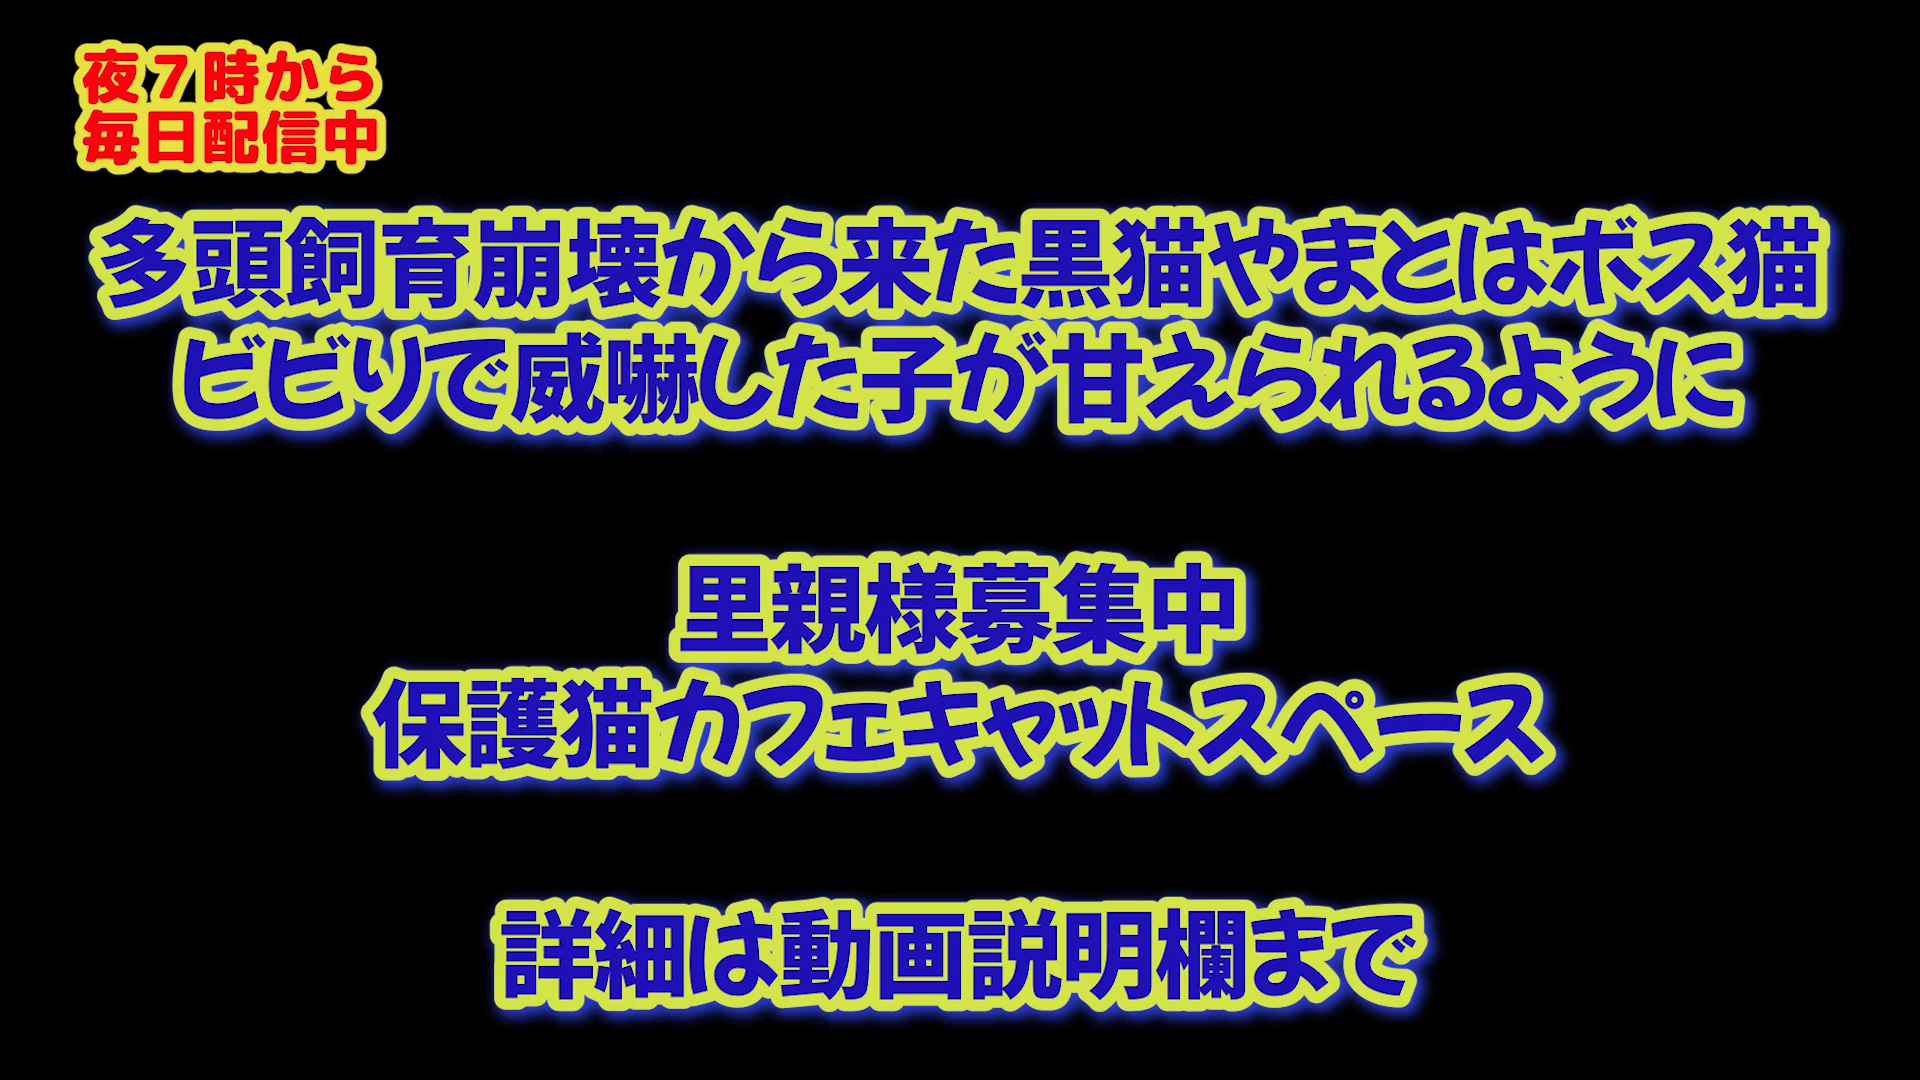 夜７時から
毎日配信中
多頭飼育崩壊から来た黒猫やまとはボス猫
ビビりで威嚇した子が甘えられるように
里親様募集中
保護猫カフェキャットスペース
詳細は動画説明欄まで